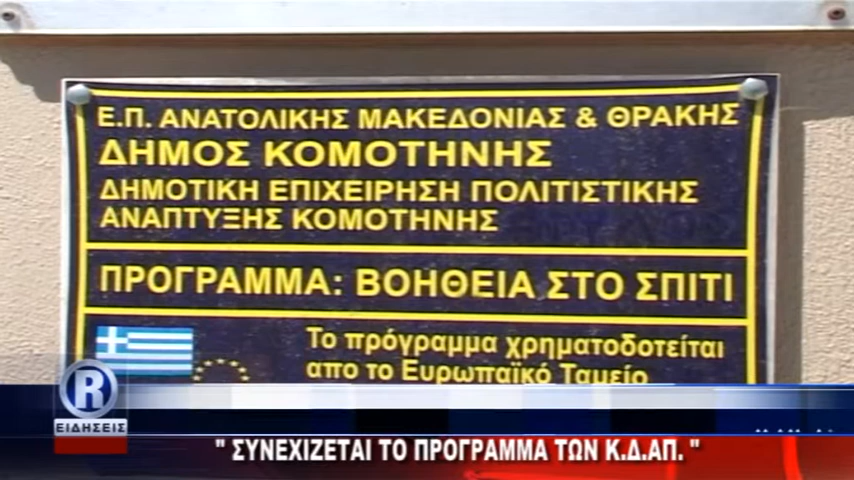 Ε.Π. ΑΝΑΤΟΛΙΚΗΣ ΜΑΚΕΔΟΝΙΑΣ & ΘΡΑΚΗΣ
ΔΗΜΟΣ ΚΟΜΟΤΗΝΗΣ
ΔΗΜΟΤΙΚΗ ΕΠΙΧΕΙΡΗΣΗ ΠΟΛΙΤΙΣΤΙΚΗΣ
ΑΝΑΠΤΥΞΗΣ ΚΟΜΟΤΗΝΗΣ
ΠΡΟΓΡΑΜΜΑ: ΒΟΗΘΕΙΑ ΣΤΟ ΣΠΙΤΙ
Το πρόγραμμα χρηματοδοτείται
απο το Ευρωπαϊκό Ταμείο
R
ΕΙΔΗΣΕΙΣ
" ΣΥΝΕΧΙΖΕΤΑΙ ΤΟ ΠΡΟΓΡΑΜΜΑ ΤΩΝ Κ.Δ.ΑΠ. "